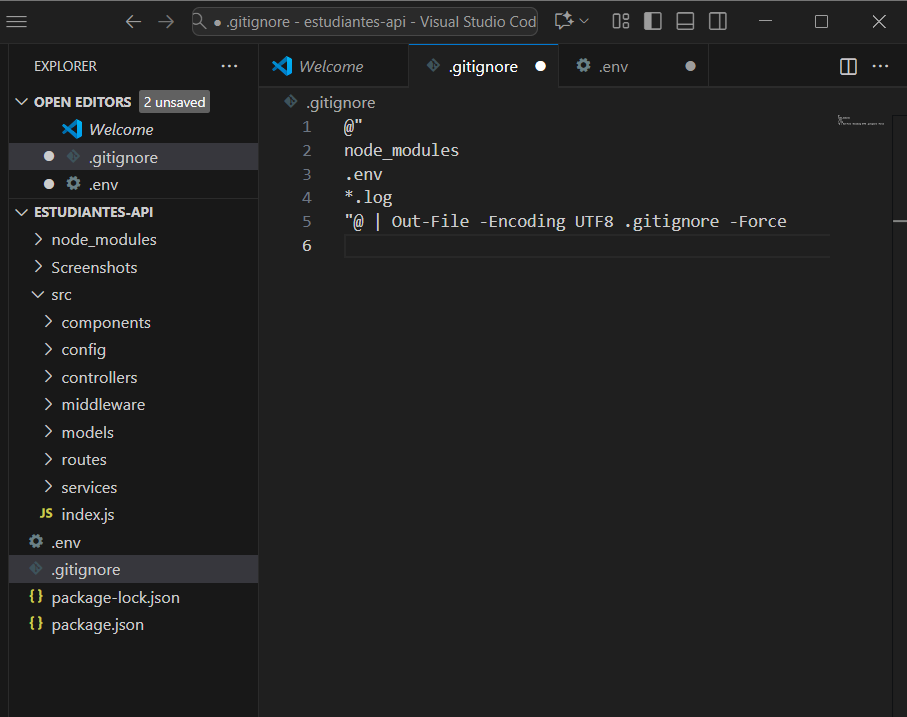 .gitignore - estudiantes-api - Visual Studio Cod
EXPLORER
Welcome
.gitignore
.env
OPEN EDITORS 2 unsaved
Welcome
.gitignore
.env
ESTUDIANTES-API
node_modules
Screenshots
src
components
config
controllers
middleware
models
routes
services
JS index.js
.env
.gitignore
{} package-lock.json
{} package.json
.gitignore
1 @"
2 node_modules
3 .env
4 *.log
5 "@ | Out-File -Encoding UTF8 .gitignore -Force
6